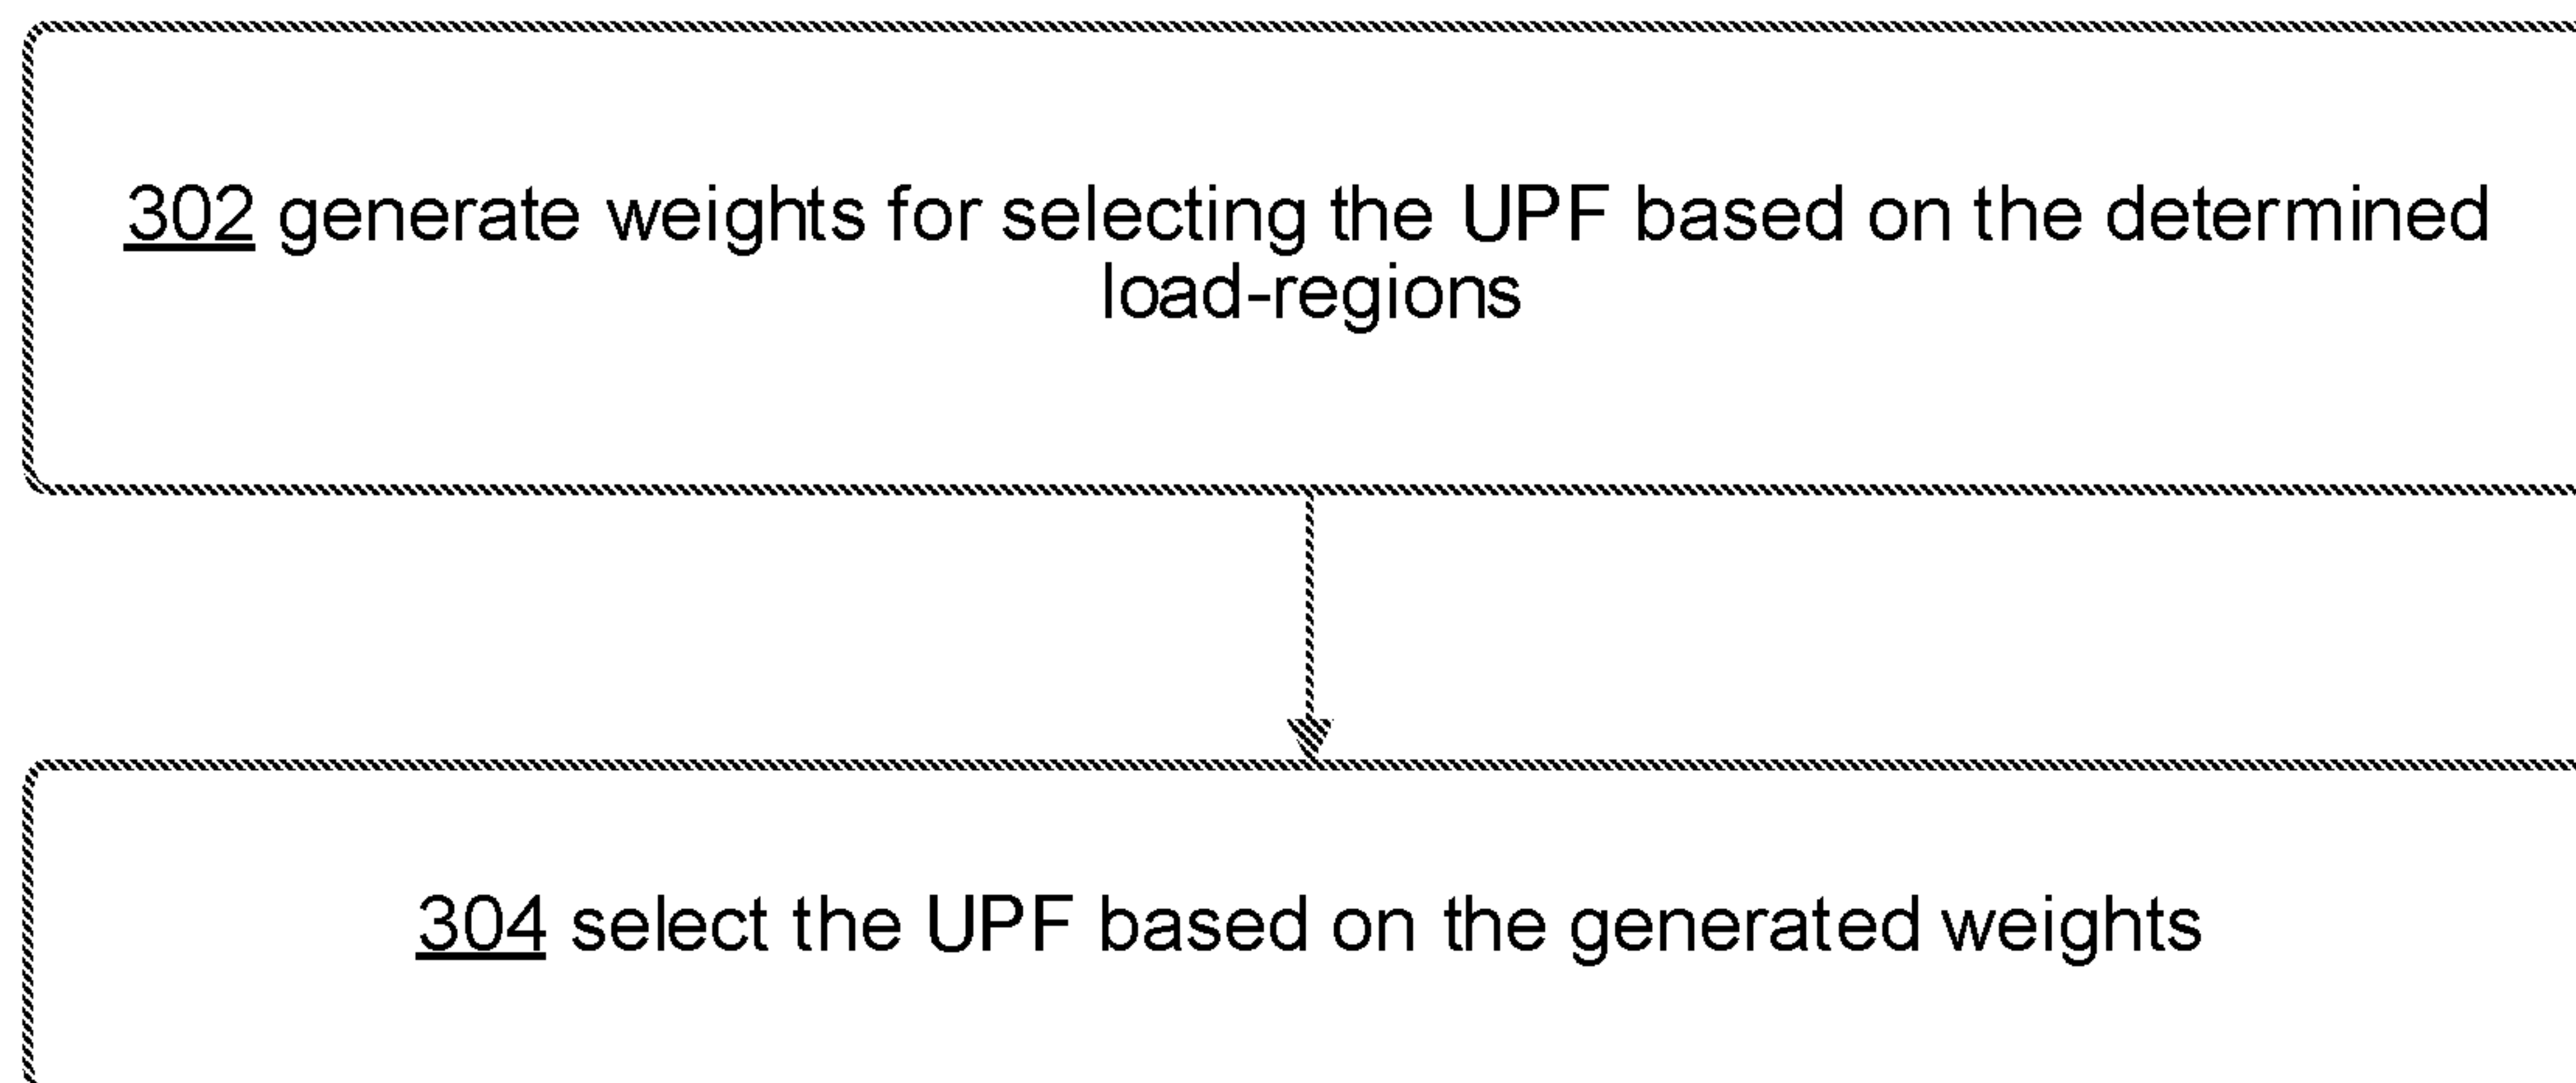 302 generate weights for selecting the UPF based on the determined
load-regions
304 select the UPF based on the generated weights